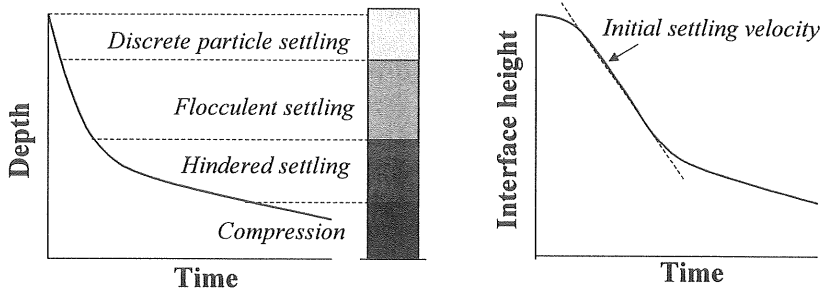 Depth
Discrete particle settling
Flocculent settling
Hindered settling
Compression
Time
Interface height
Initial settling velocity
Time